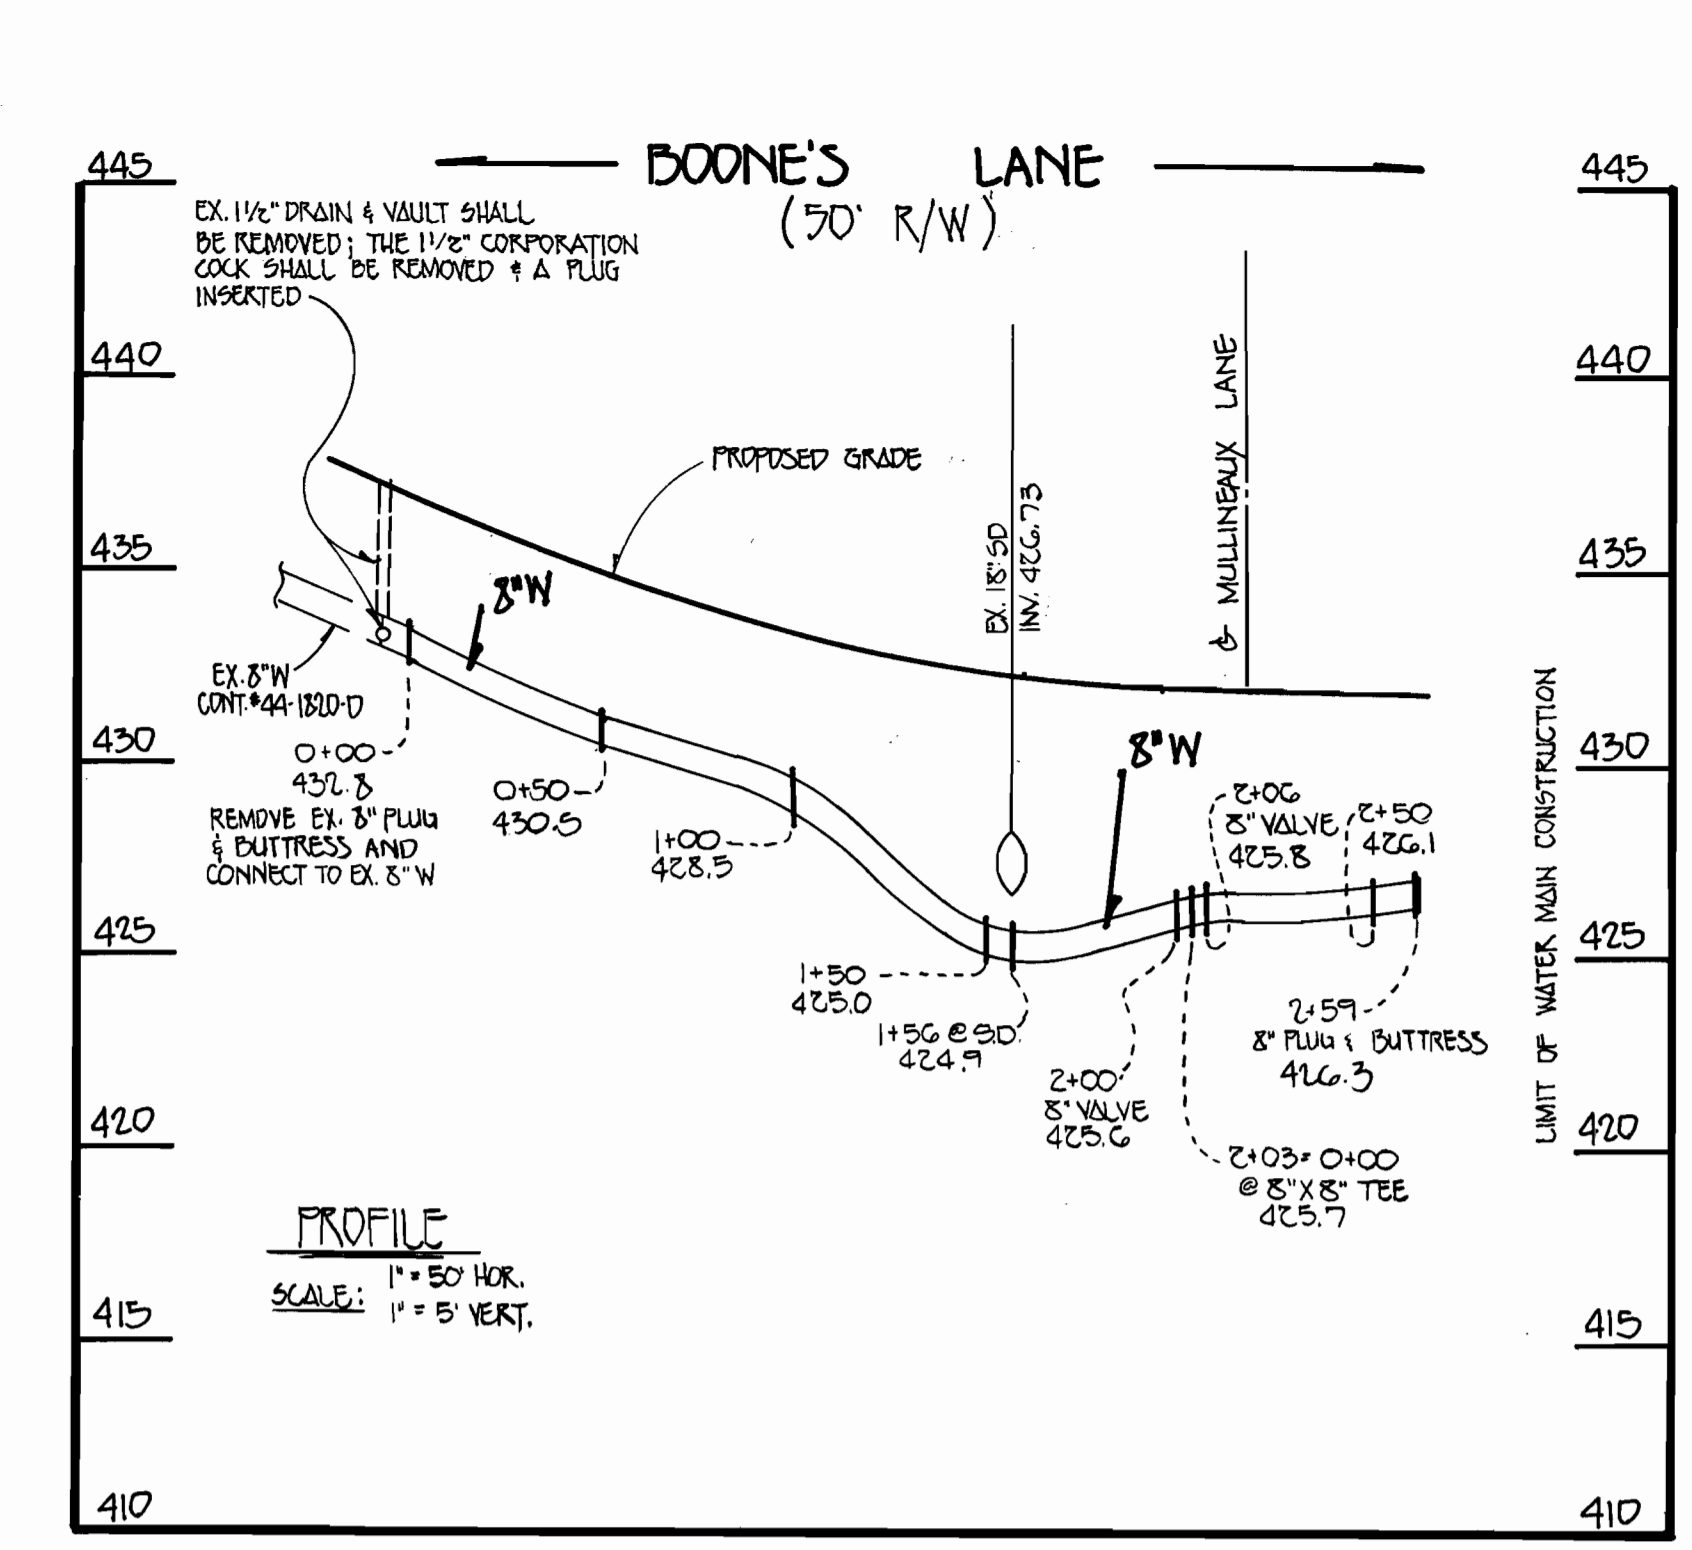 BOONE'S LANE
(50' R/W)
445
440
435
430
425
420
415
410
EX. 1 1/2" DRAIN & VAULT SHALL
BE REMOVED; THE 1 1/2" CORPORATION
COCK SHALL BE REMOVED & A PLUG
INSERTED
PROPOSED GRADE
8"W
EX. 8"W
CONT.#44-1820-D
0+00
432.8
REMOVE EX. 8" PLUG
& BUTTRESS AND
CONNECT TO EX. 8"W
0+50
430.5
1+00
428.5
1+50
425.0
1+56 @ S.D.
424.9
EX. 18" SD
INV. 426.73
℄ MULLINEAUX LANE
8"W
2+00
8" VALVE
425.6
2+03 = 0+00
@ 8"X8" TEE
425.7
2+06
8" VALVE
425.8
2+50
426.1
2+59
8" PLUG & BUTTRESS
426.3
LIMIT OF WATER MAIN CONSTRUCTION
445
440
435
430
425
420
415
410
PROFILE
SCALE: 1" = 50' HOR.
1" = 5' VERT.